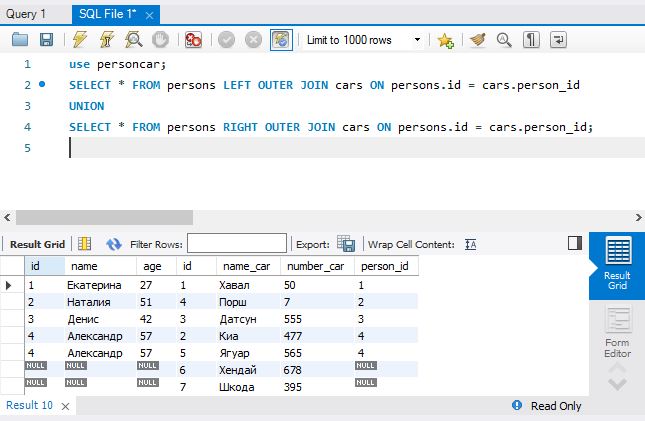 Query 1 SQL File 1* ×
Limit to 1000 rows
1 use personcar;
2 SELECT * FROM persons LEFT OUTER JOIN cars ON persons.id = cars.person_id
3 UNION
4 SELECT * FROM persons RIGHT OUTER JOIN cars ON persons.id = cars.person_id;
5
Result Grid Filter Rows: Export: Wrap Cell Content: IA
id name age id name_car number_car person_id
1 Екатерина 27 1 Хавал 50 1
2 Наталия 51 4 Порш 7 2
3 Денис 42 3 Датсун 555 3
4 Александр 57 2 Киа 477 4
4 Александр 57 5 Ягуар 565 4
NULL NULL NULL 6 Хендай 678 NULL
NULL NULL NULL 7 Шкода 395 NULL
Result
Grid
Form
Editor
Result 10 × Read Only